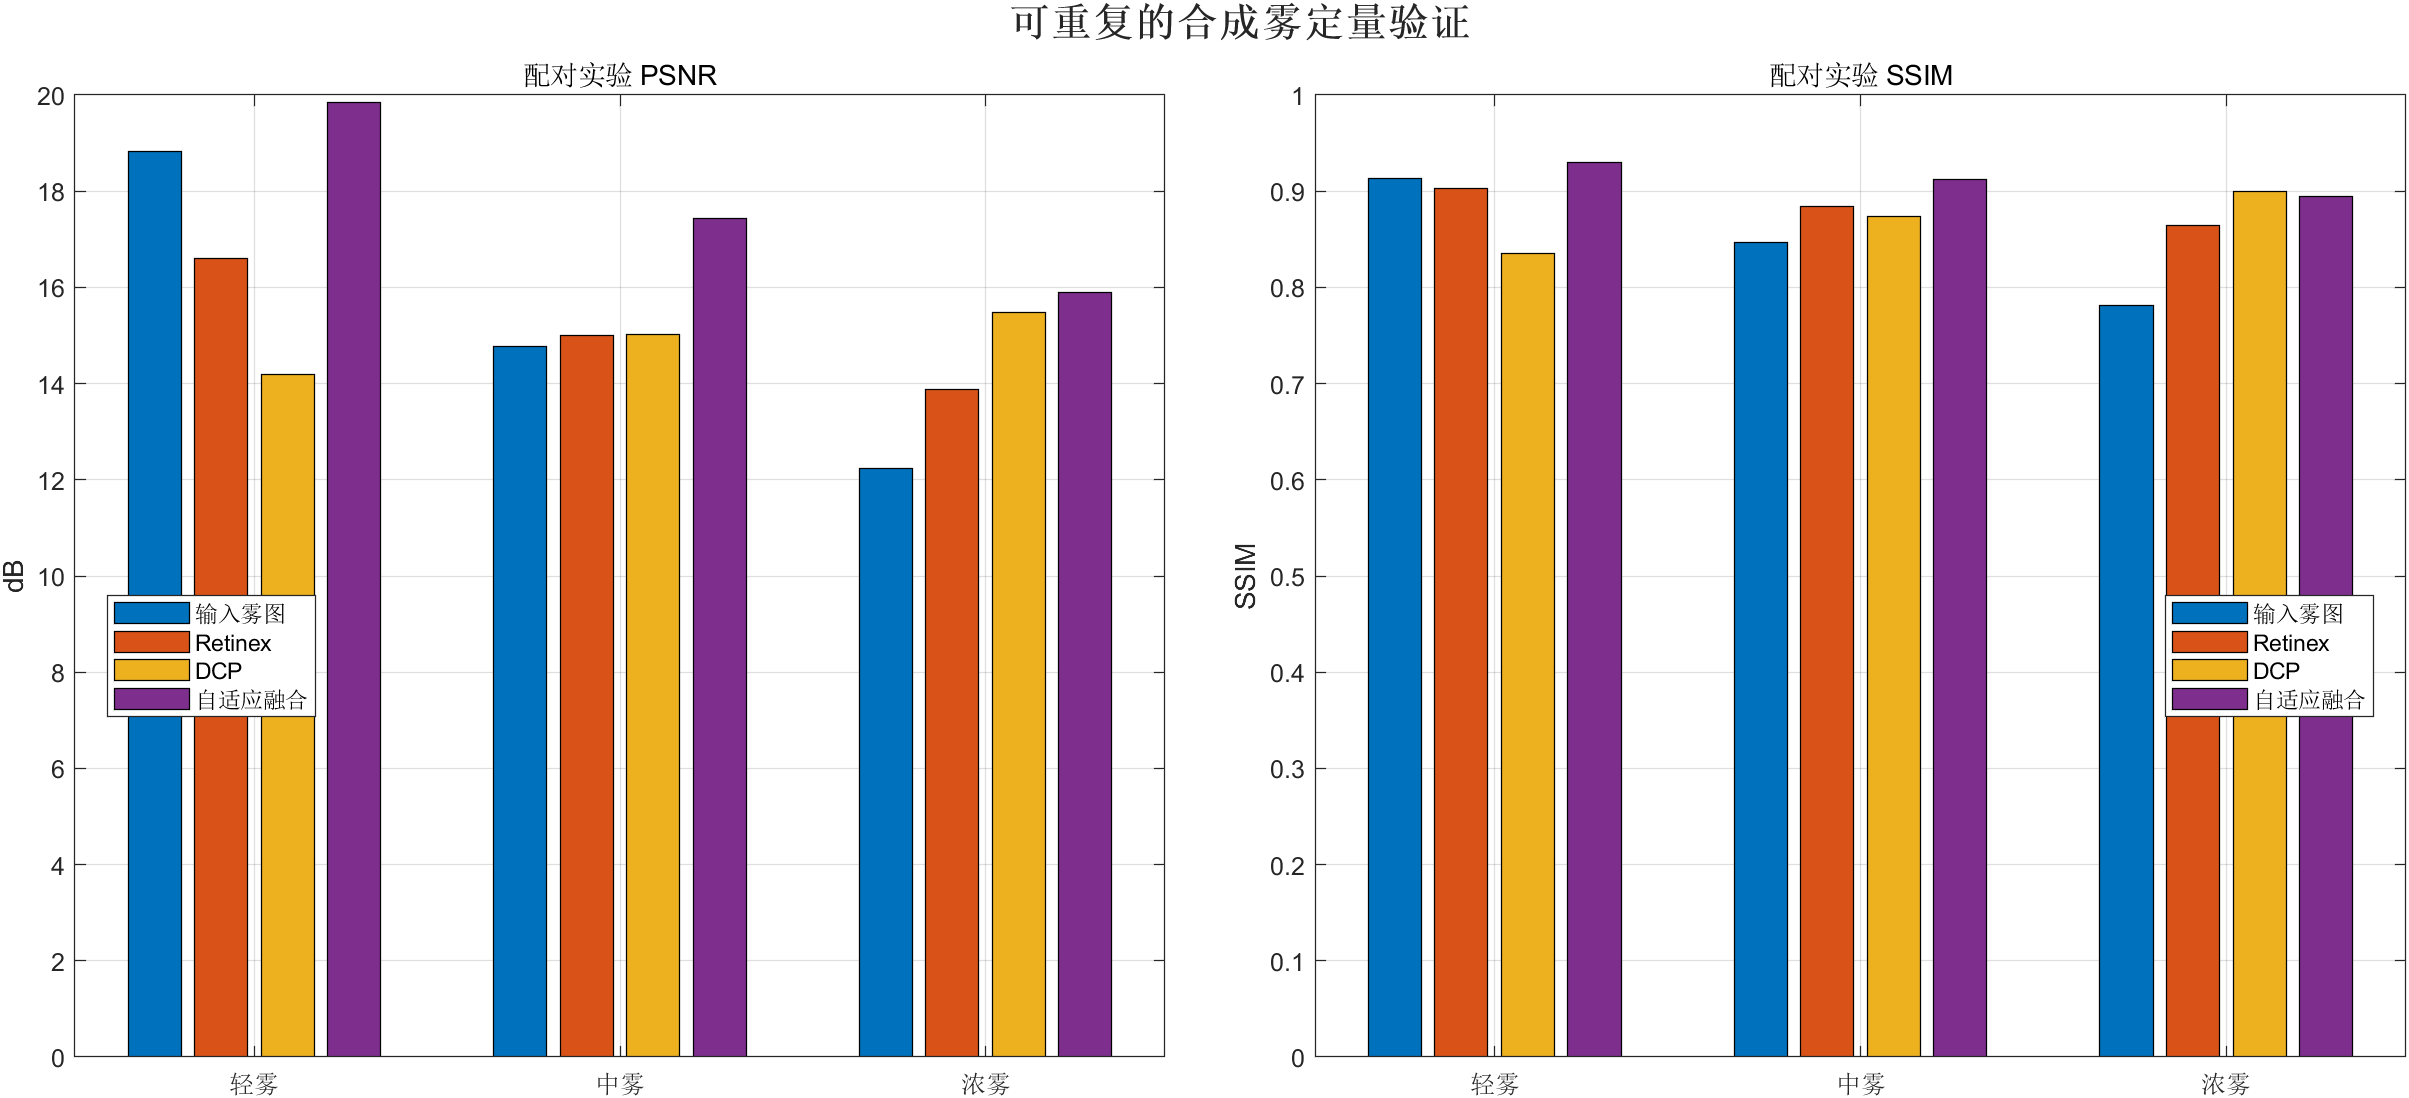 可重复的合成雾定量验证
配对实验 PSNR
20
18
16
14
12
10
8
6
4
2
0
dB
输入雾图
Retinex
DCP
自适应融合
轻雾
中雾
浓雾
配对实验 SSIM
1
0.9
0.8
0.7
0.6
0.5
0.4
0.3
0.2
0.1
0
SSIM
输入雾图
Retinex
DCP
自适应融合
轻雾
中雾
浓雾